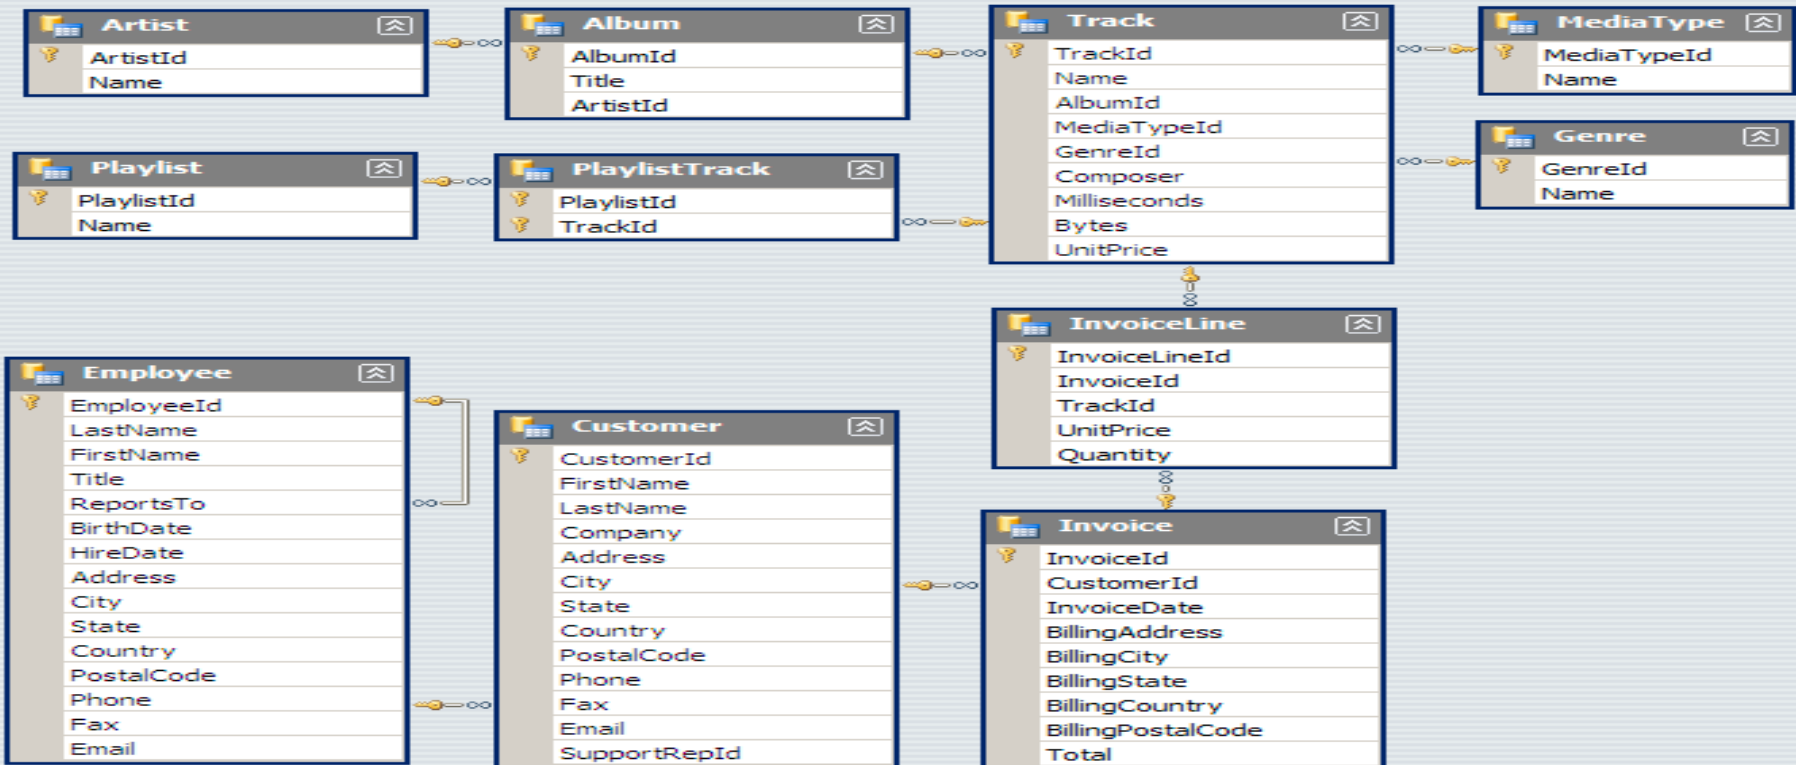 Artist
ArtistId
Name
Album
AlbumId
Title
ArtistId
Track
TrackId
Name
AlbumId
MediaTypeId
GenreId
Composer
Milliseconds
Bytes
UnitPrice
MediaType
MediaTypeId
Name
Genre
GenreId
Name
Playlist
PlaylistId
Name
PlaylistTrack
PlaylistId
TrackId
InvoiceLine
InvoiceLineId
InvoiceId
TrackId
UnitPrice
Quantity
Employee
EmployeeId
LastName
FirstName
Title
ReportsTo
BirthDate
HireDate
Address
City
State
Country
PostalCode
Phone
Fax
Email
Customer
CustomerId
FirstName
LastName
Company
Address
City
State
Country
PostalCode
Phone
Fax
Email
SupportRepId
Invoice
InvoiceId
CustomerId
InvoiceDate
BillingAddress
BillingCity
BillingState
BillingCountry
BillingPostalCode
Total